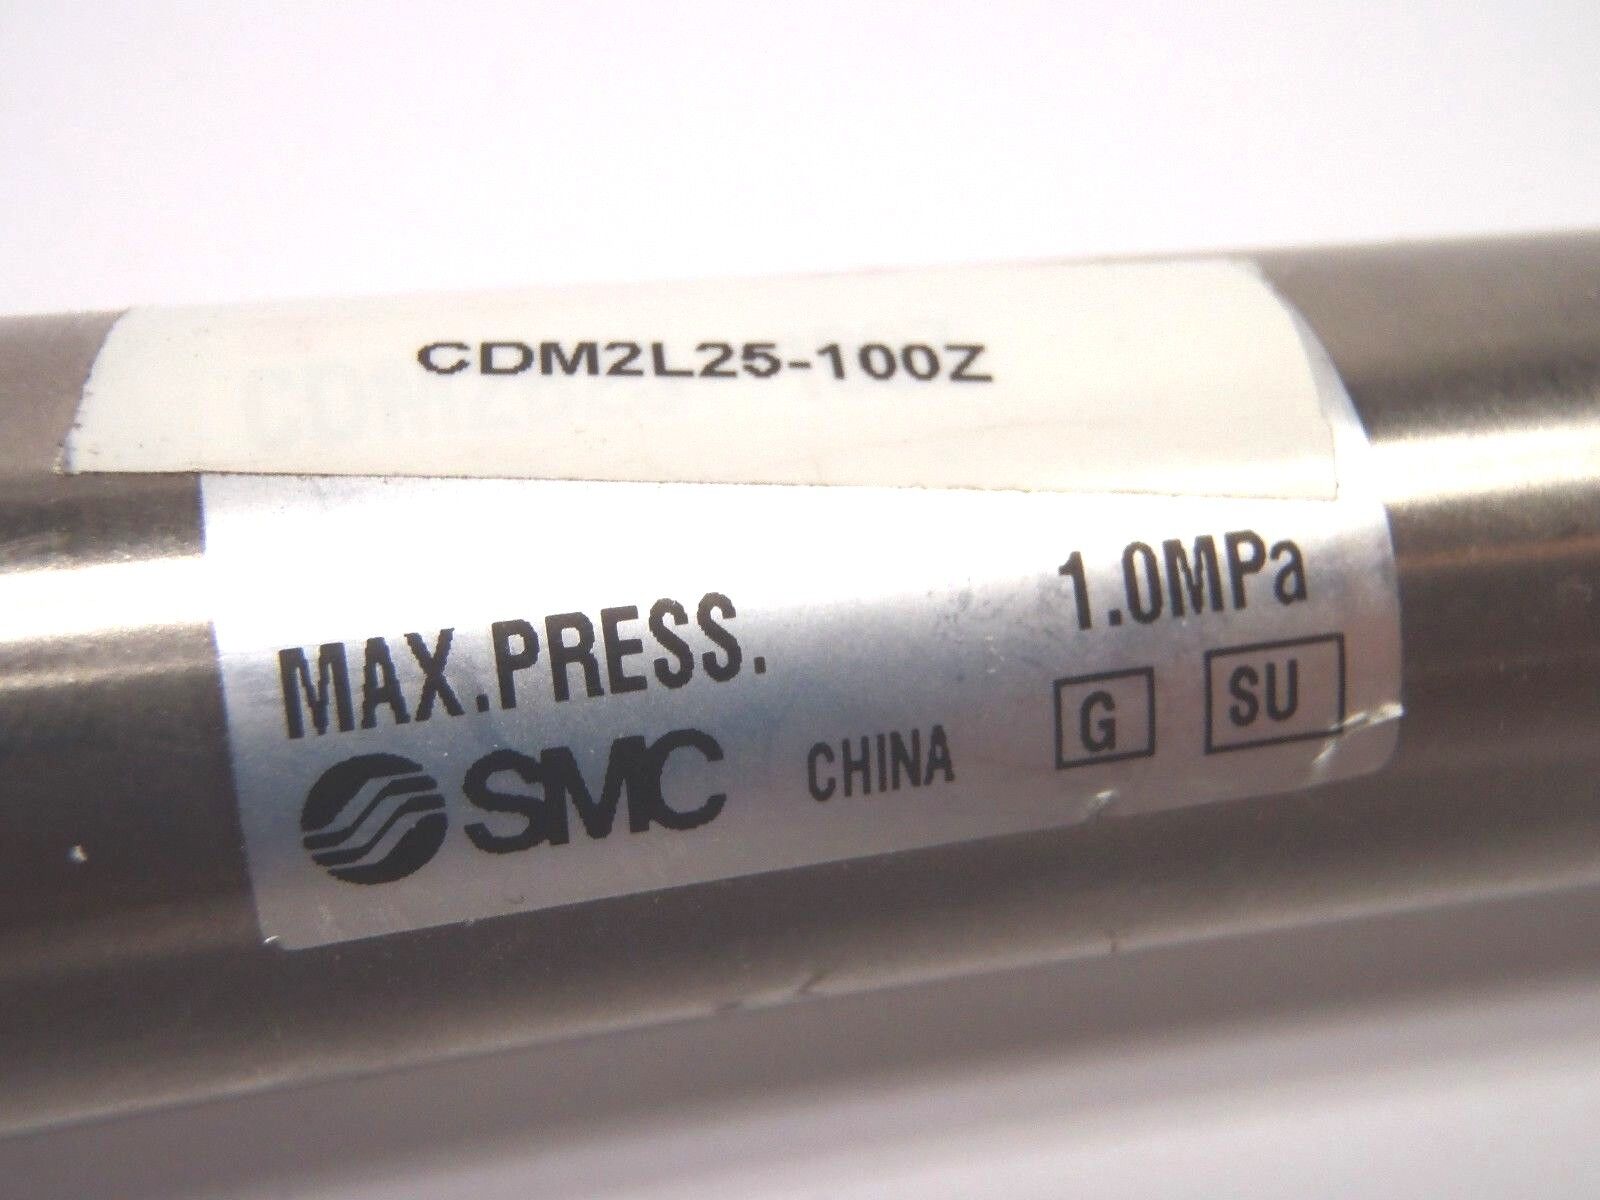 CDM2L25-100Z
MAX.PRESS. 1.0MPa
SMC CHINA G SU